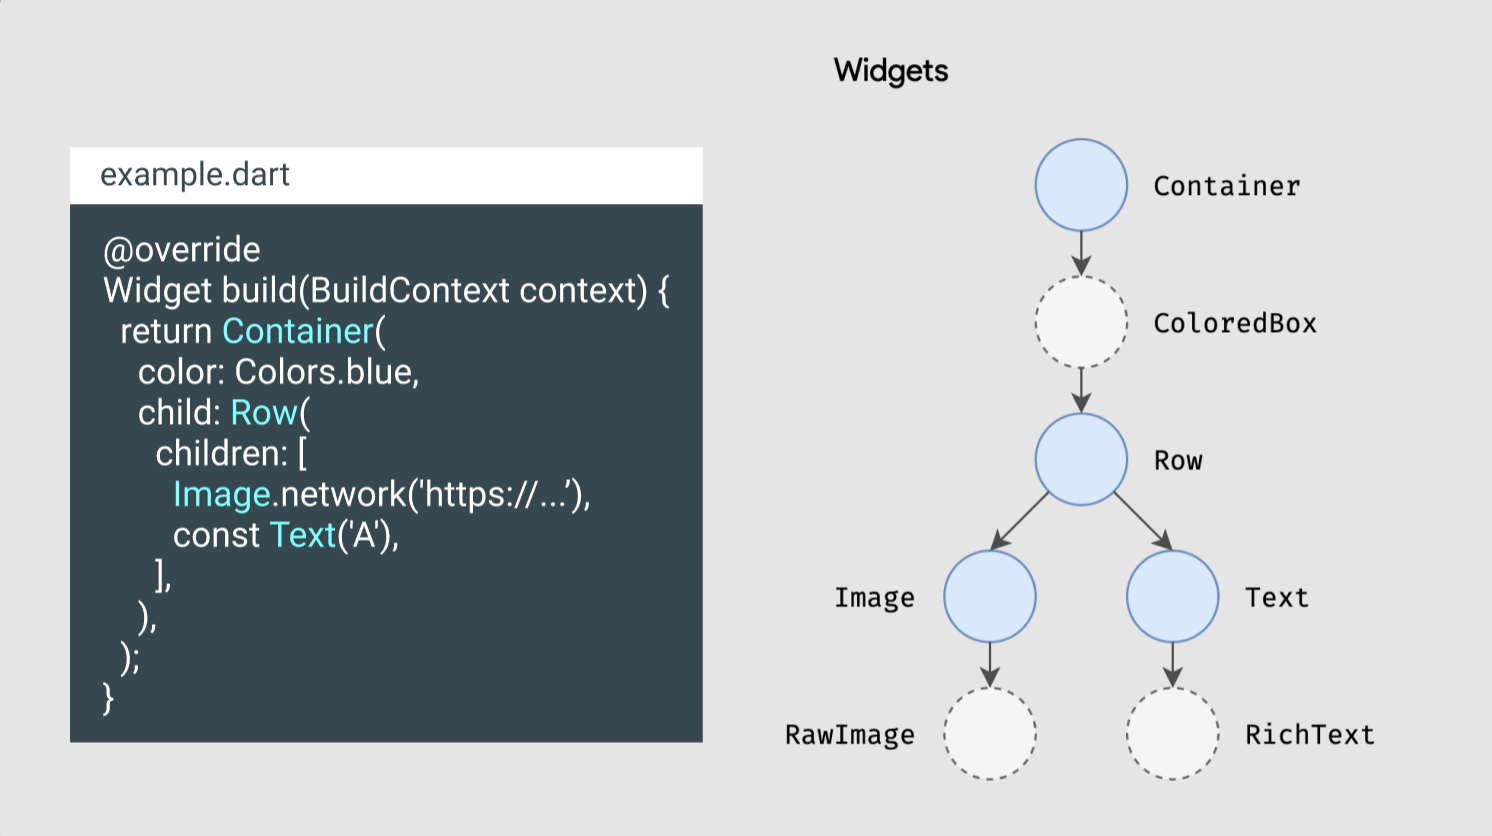 Widgets
example.dart
@override
Widget build(BuildContext context) {
return Container(
color: Colors.blue,
child: Row(
children: [
Image.network('https://...’),
const Text('A'),
],
),
);
}
Container
ColoredBox
Row
Image
Text
RawImage
RichText